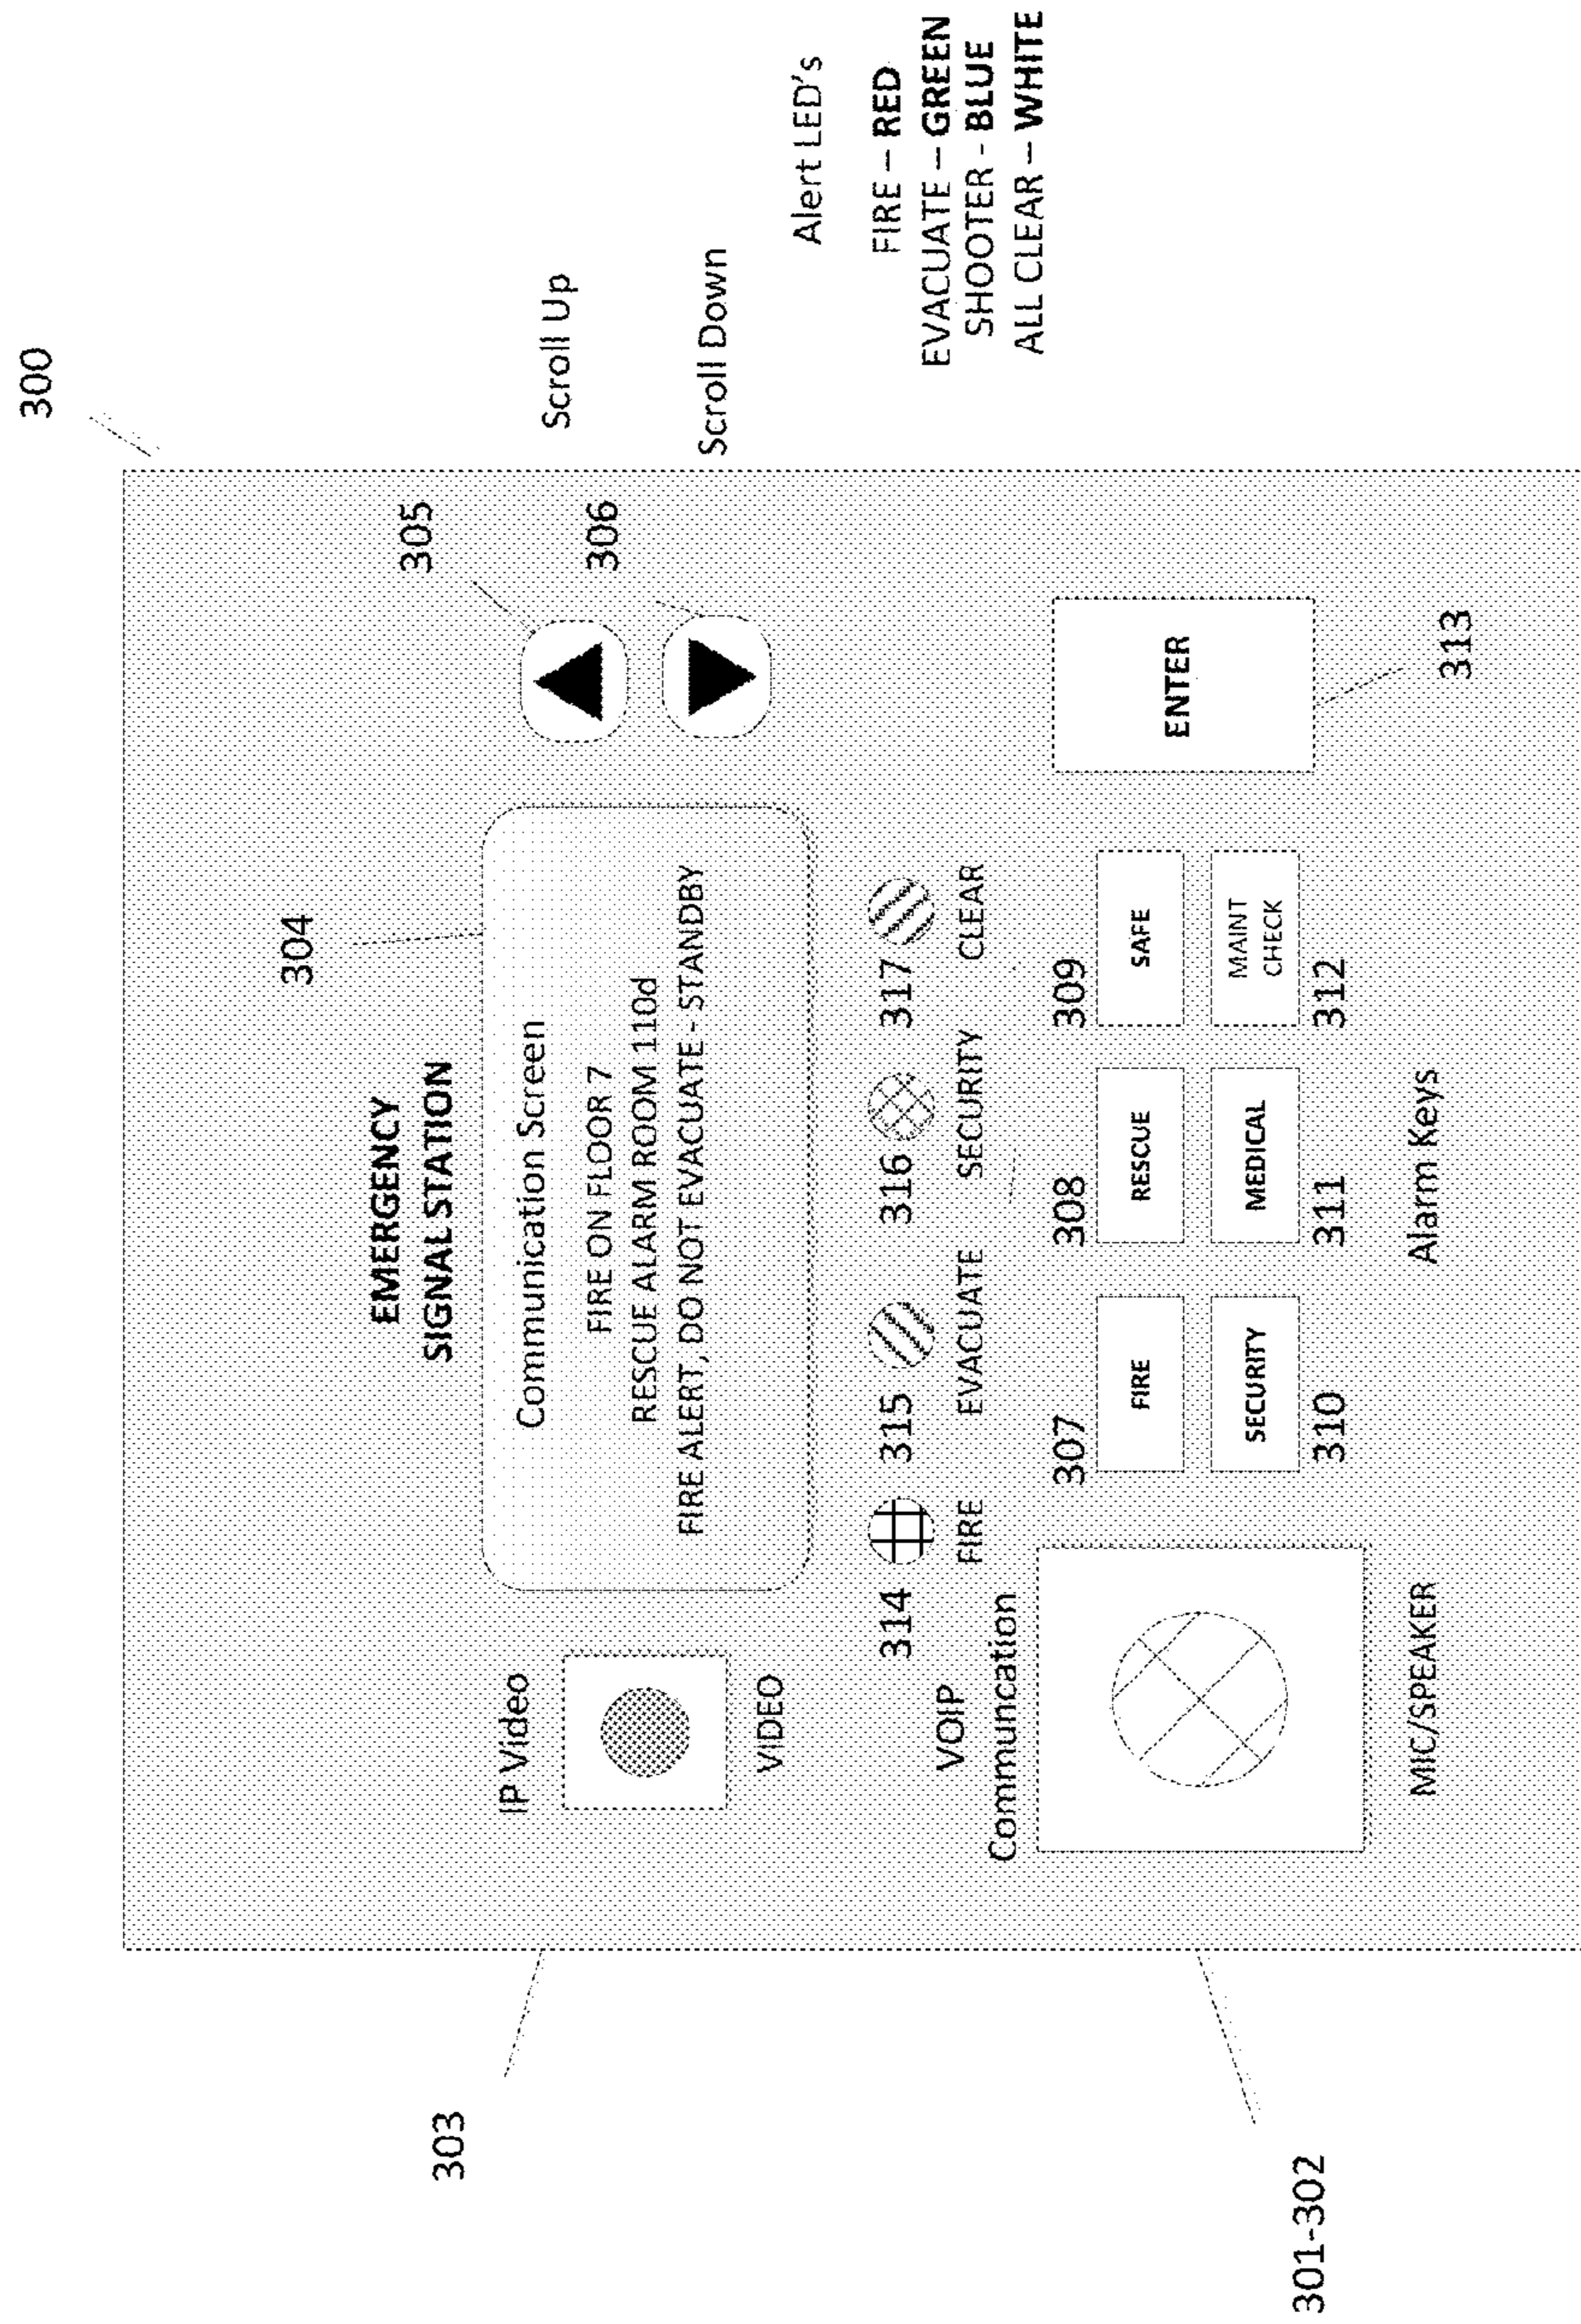 300
EMERGENCY
SIGNAL STATION
304
305
306
303
IP Video
VIDEO
Communication Screen
FIRE ON FLOOR 7
RESCUE ALARM ROOM 110d
FIRE ALERT, DO NOT EVACUATE - STANDBY
Scroll Up
Scroll Down
Alert LED's
FIRE – RED
EVACUATE – GREEN
SHOOTER - BLUE
ALL CLEAR – WHITE
314
315
316
317
FIRE
EVACUATE
SECURITY
CLEAR
VOIP
Communcation
MIC/SPEAKER
301-302
307
308
309
FIRE
RESCUE
SAFE
SECURITY
MEDICAL
MAINT
CHECK
310
311
312
Alarm Keys
ENTER
313